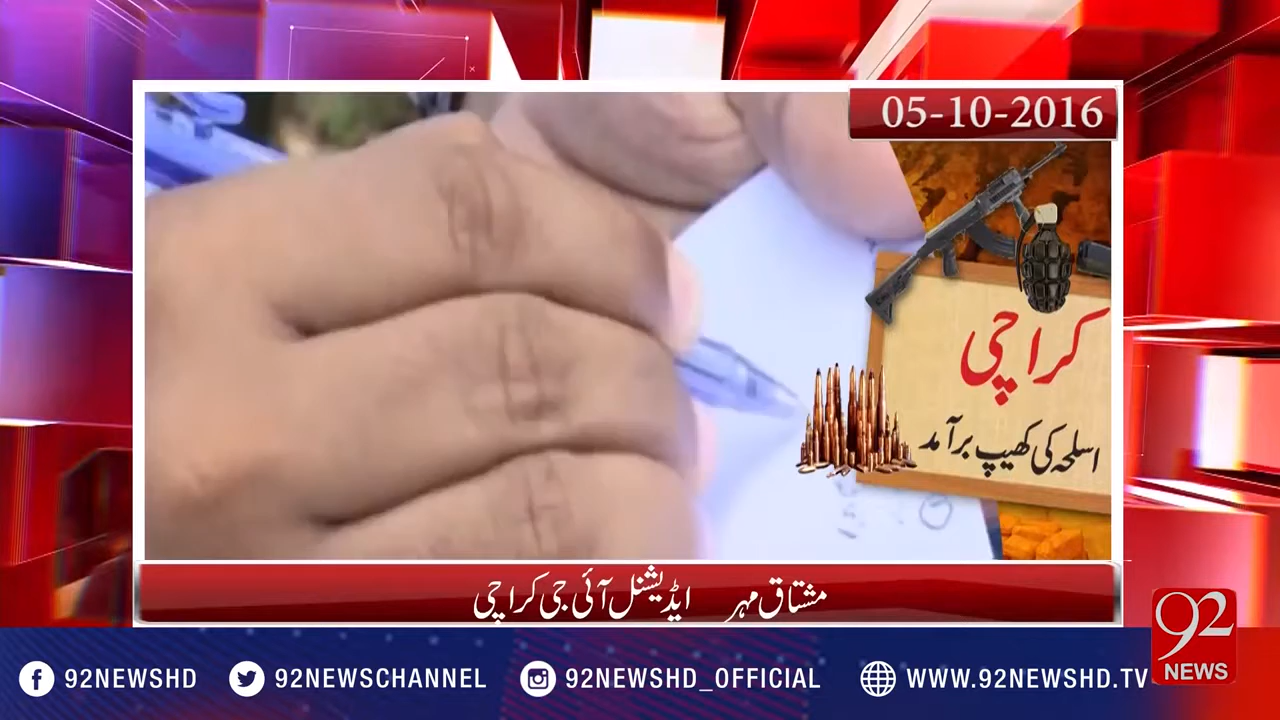 05-10-2016
کراچی
اسلحہ کی کھیپ برآمد
مشتاق مہر ایڈیشنل آئی جی کراچی
92
NEWS
92NEWSHD
92NEWSCHANNEL
92NEWSHD_OFFICIAL
WWW.92NEWSHD.TV